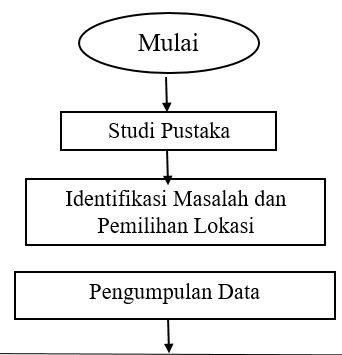 Mulai
Studi Pustaka
Identifikasi Masalah dan
Pemilihan Lokasi
Pengumpulan Data